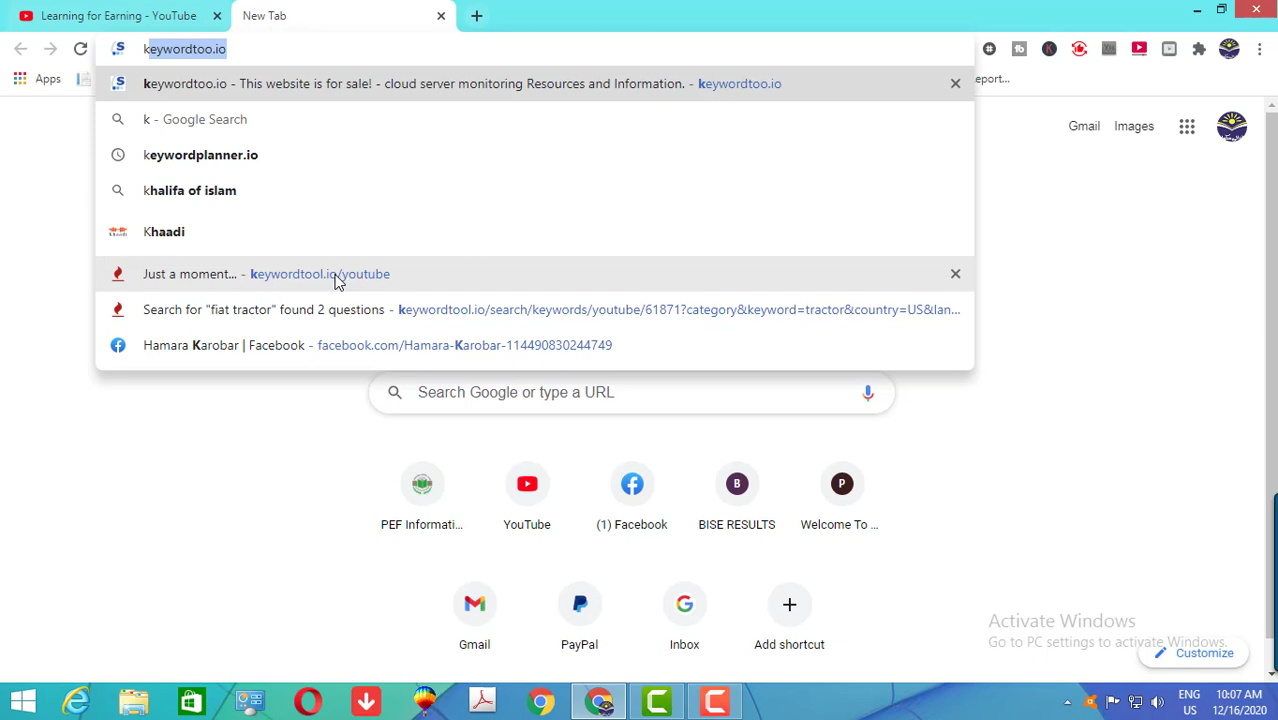 Learning for Earning - YouTube
New Tab
keywordtoo.io
Apps
eport...
keywordtoo.io - This website is for sale! - cloud server monitoring Resources and Information. - keywordtoo.io
k - Google Search
Gmail
Images
keywordplanner.io
khalifa of islam
Khaadi
Just a moment... - keywordtool.io/youtube
Search for "fiat tractor" found 2 questions - keywordtool.io/search/keywords/youtube/61871?category&keyword=tractor&country=US&lan...
Hamara Karobar | Facebook - facebook.com/Hamara-Karobar-114490830244749
Search Google or type a URL
B
P
PEF Informati...
YouTube
(1) Facebook
BISE RESULTS
Welcome To ...
Gmail
PayPal
Inbox
Add shortcut
Activate Windows
Go to PC settings to activate Windows.
Customize
ENG
US
10:07 AM
12/16/2020